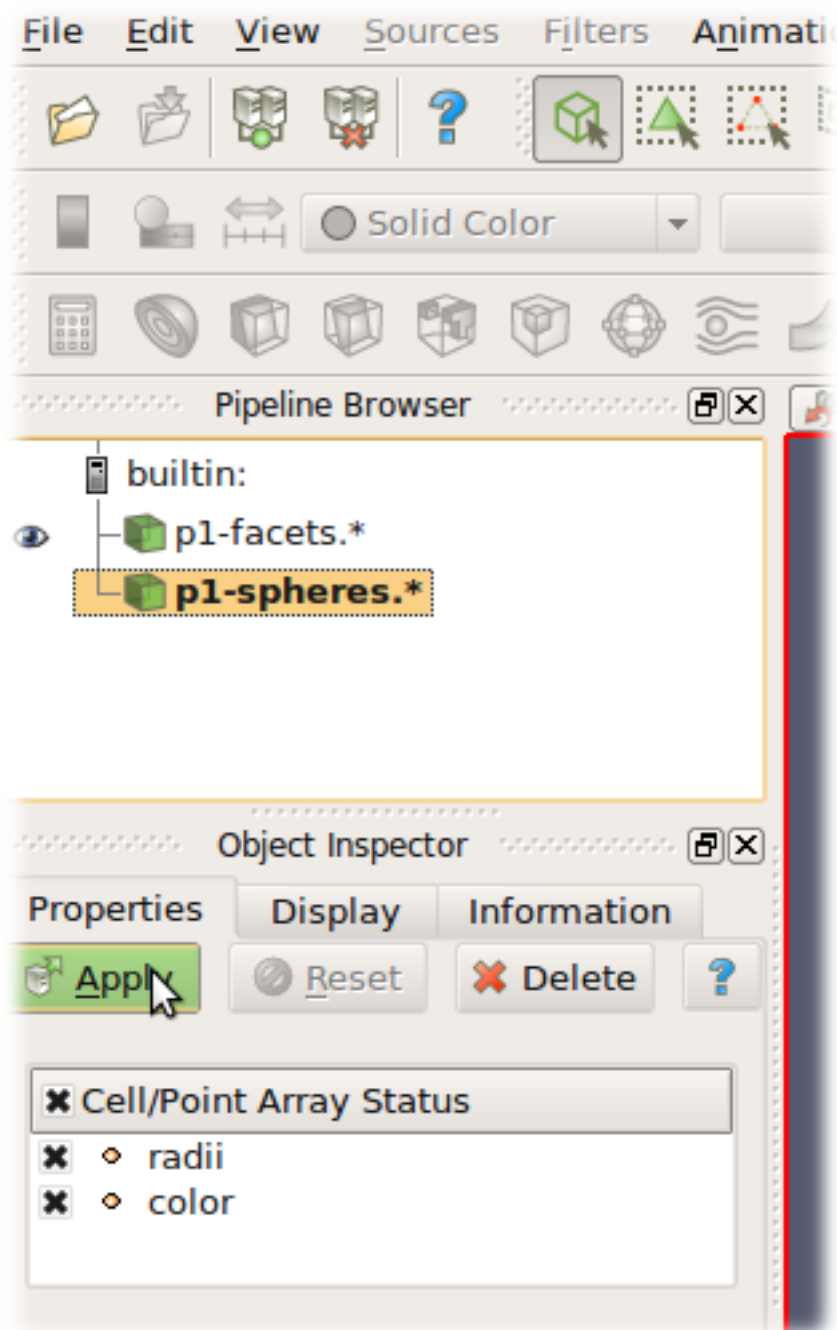 File Edit View Sources Filters
Solid Color
Pipeline Browser
builtin:
p1-facets.*
p1-spheres.*
Object Inspector
Properties Display Information
Apply Reset Delete ?
Cell/Point Array Status
radii
color